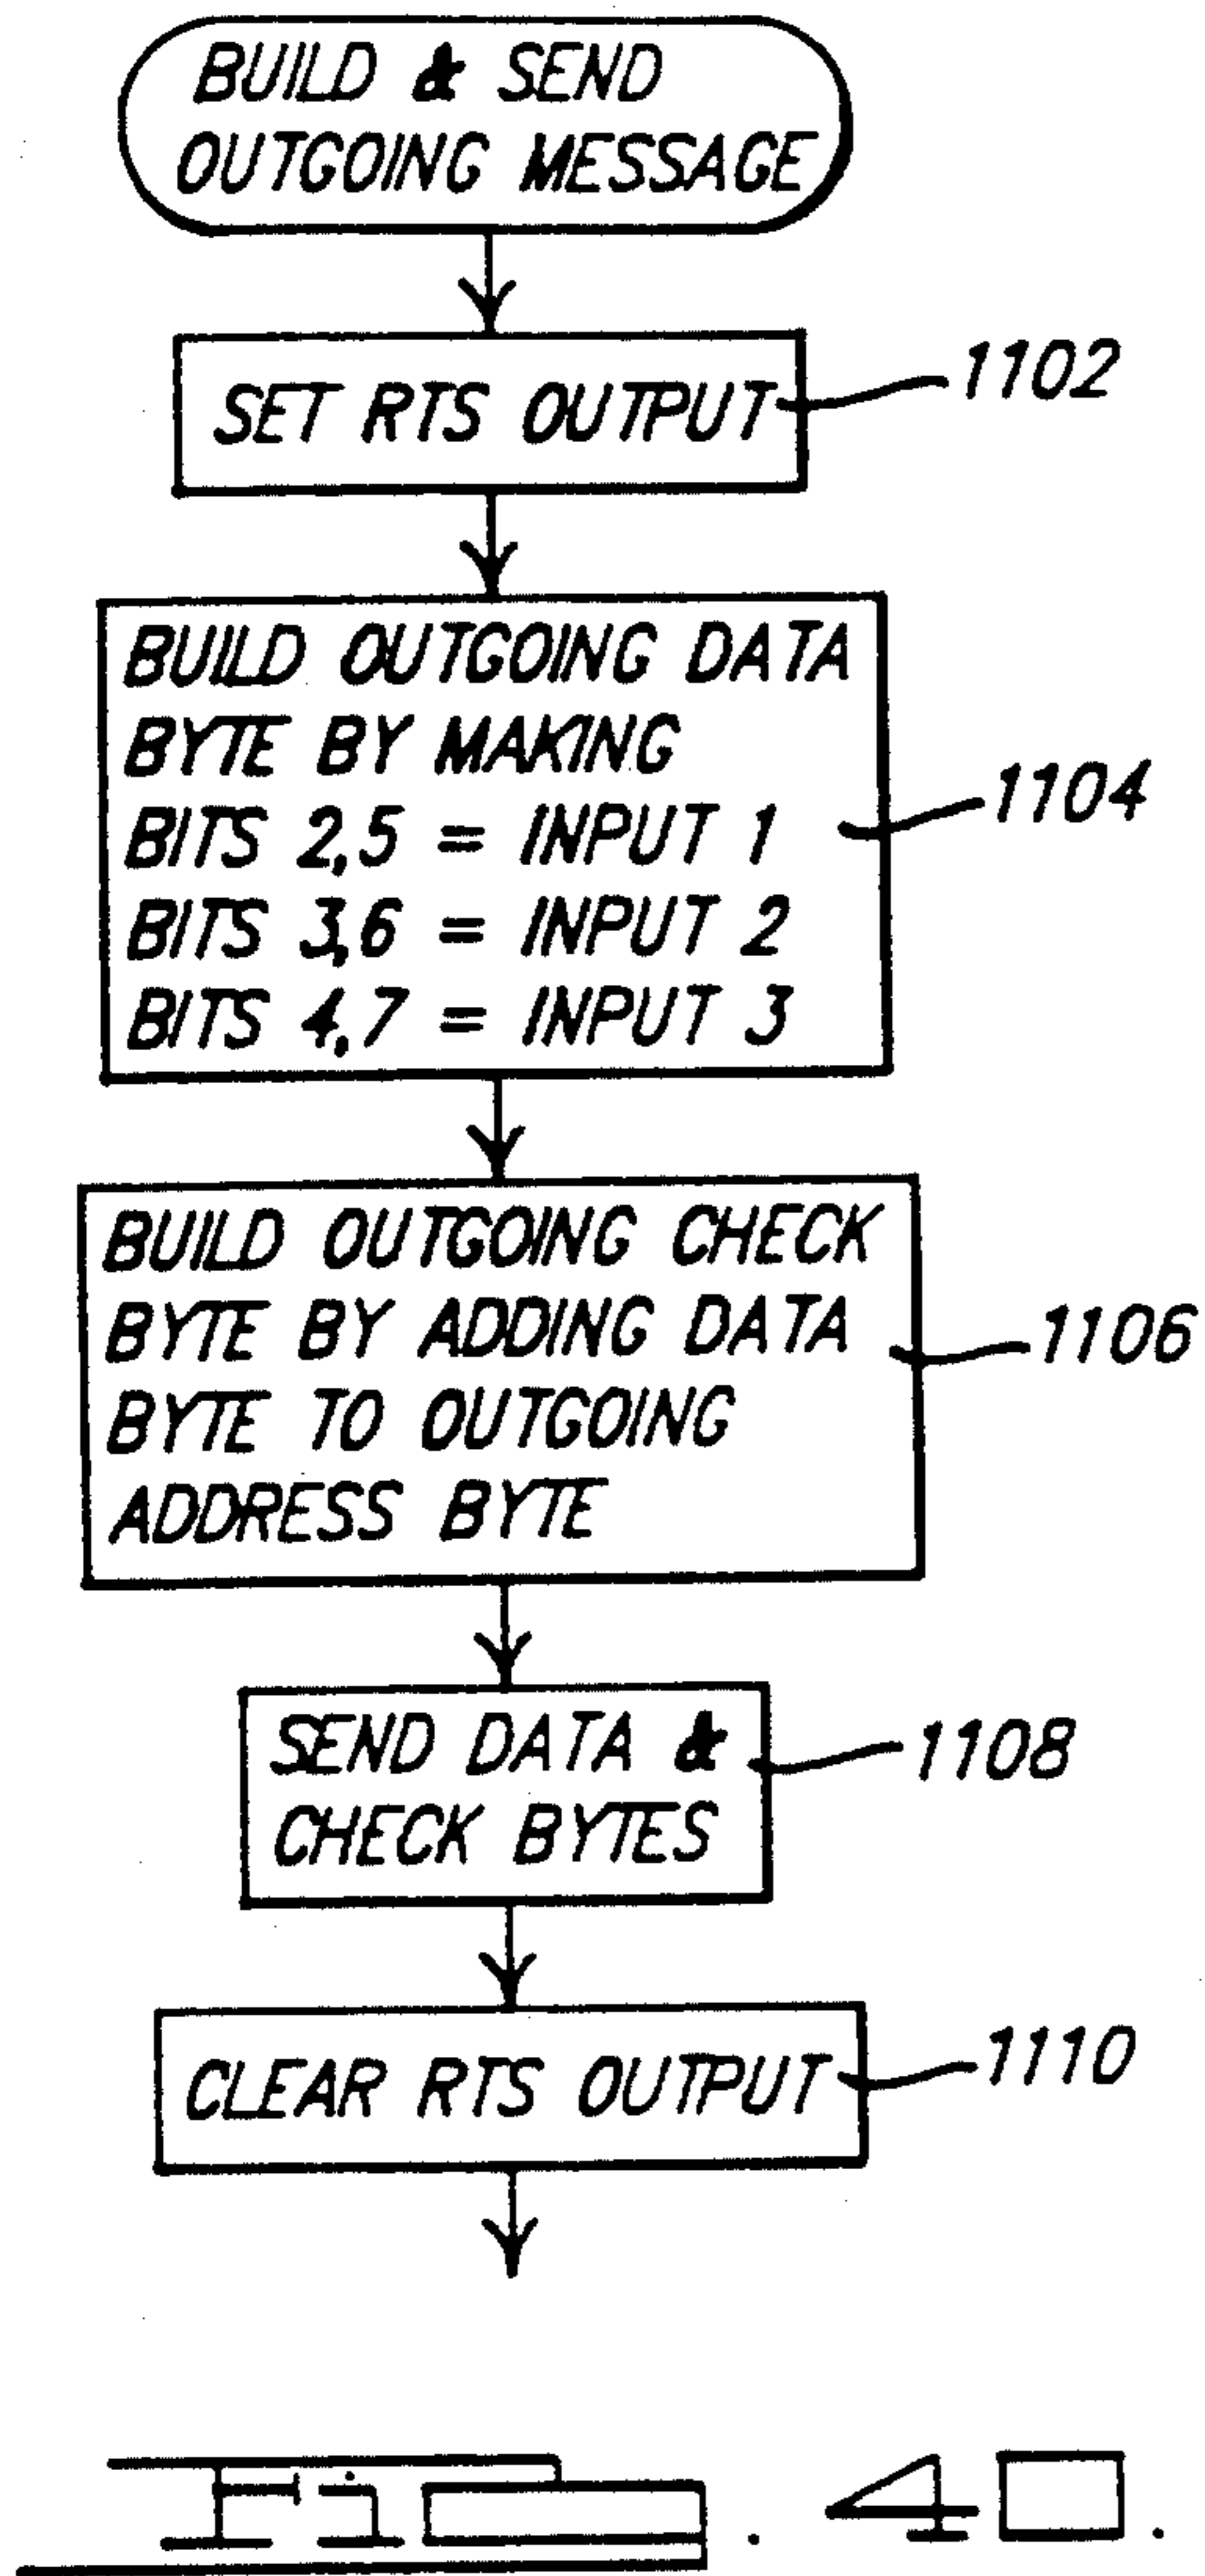 BUILD & SEND
OUTGOING MESSAGE
SET RTS OUTPUT
1102
BUILD OUTGOING DATA
BYTE BY MAKING
BITS 2,5 = INPUT 1
BITS 3,6 = INPUT 2
BITS 4,7 = INPUT 3
1104
BUILD OUTGOING CHECK
BYTE BY ADDING DATA
BYTE TO OUTGOING
ADDRESS BYTE
1106
SEND DATA &
CHECK BYTES
1108
CLEAR RTS OUTPUT
1110
Fig. 40.